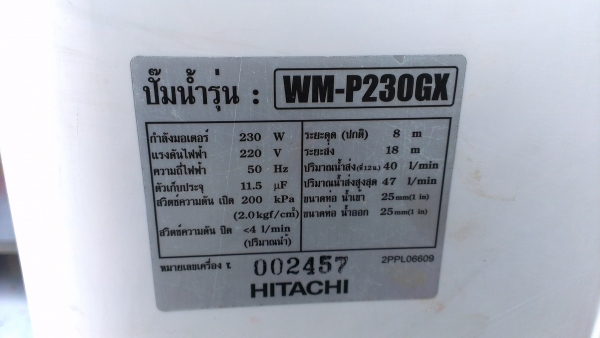 ปั๊มน้ำรุ่น : WM-P230GX
กำลังมอเตอร์ 230 W
แรงดันไฟฟ้า 220 V
ความถี่ไฟฟ้า 50 Hz
ตัวเก็บประจุ 11.5 μF
สวิตช์ความดัน เปิด 200 kPa
(2.0kgf/cm²)
สวิตช์ความดัน ปิด <4 l/min
(ปริมาณน้ำ)
ระยะดูด (ปกติ) 8 m
ระยะส่ง 18 m
ปริมาณน้ำส่ง(ที่ 12 ม.) 40 l/min
ปริมาณน้ำส่งสูงสุด 47 l/min
ขนาดท่อ น้ำเข้า 25mm(1 in)
ขนาดท่อ น้ำออก 25mm(1 in)
หมายเลขเครื่อง t 002457
2PPL06609
HITACHI